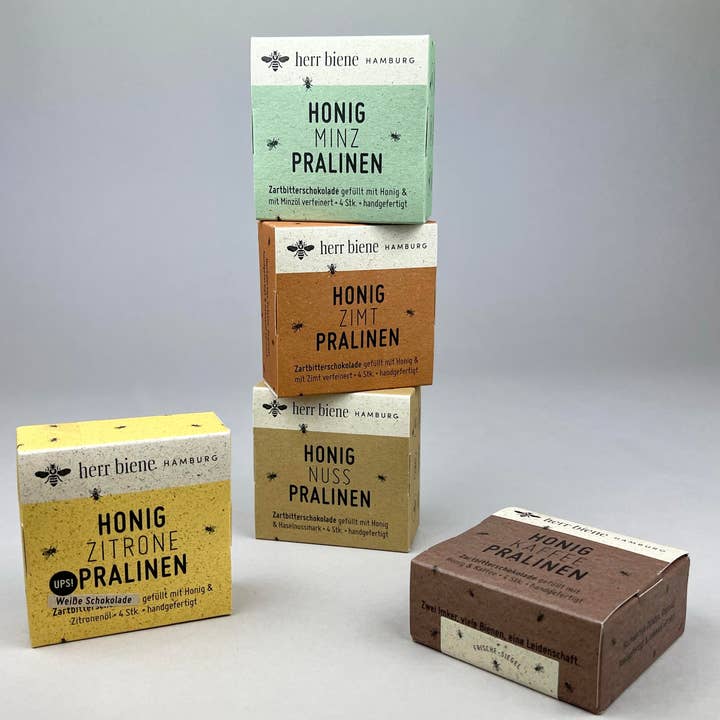 herr biene HAMBURG
HONIG
MINZ
PRALINEN
Zartbitterschokolade gefüllt mit Honig &
mit Minzöl verfeinert • 4 Stk. • handgefertigt
herr biene HAMBURG
HONIG
ZIMT
PRALINEN
Zartbitterschokolade gefüllt mit Honig &
mit Zimt verfeinert • 4 Stk. • handgefertigt
herr biene HAMBURG
HONIG
NUSS
PRALINEN
Zartbitterschokolade gefüllt mit Honig
& Haselnussmark • 4 Stk. • handgefertigt
herr biene HAMBURG
HONIG
ZITRONE
PRALINEN
UPS!
Weiße Schokolade
gefüllt mit Honig &
Zitronenöl • 4 Stk. • handgefertigt
herr biene HAMBURG
HONIG
KAFFEE
PRALINEN
Zartbitterschokolade gefüllt mit
Honig & Kaffee • 4 Stk. • handgefertigt
Zwei Imker, viele Bienen, eine Leidenschaft.
FRISCHE-SIEGEL